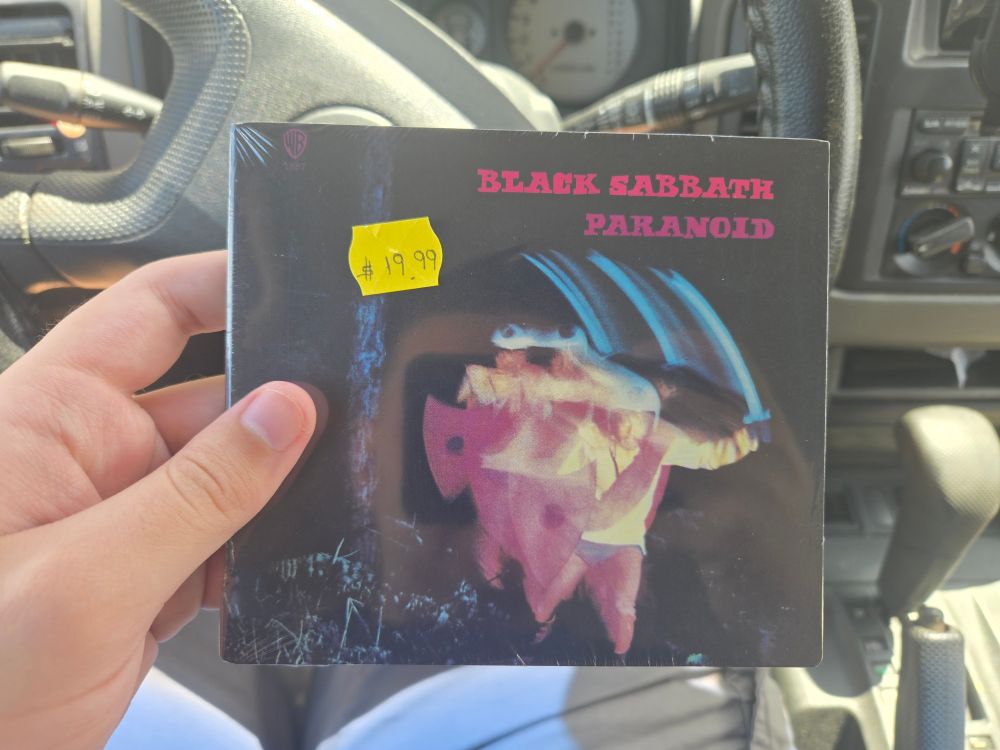 BLACK SABBATH
PARANOID
$ 19.99